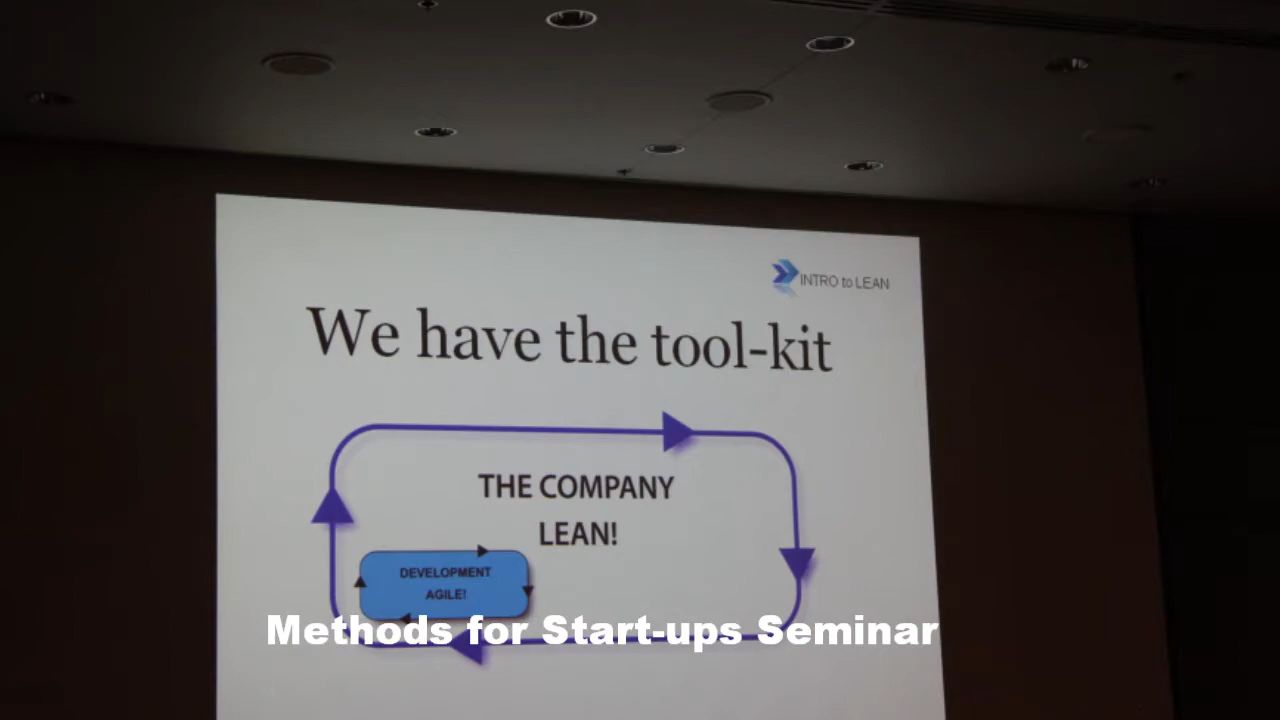 INTRO to LEAN
We have the tool-kit
THE COMPANY
LEAN!
DEVELOPMENT
AGILE!
Methods for Start-ups Seminar